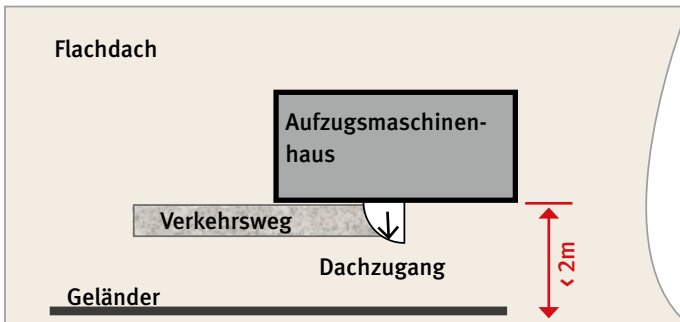 Flachdach
Aufzugsmaschinen-
haus
Verkehrsweg
Dachzugang
< 2m
Geländer